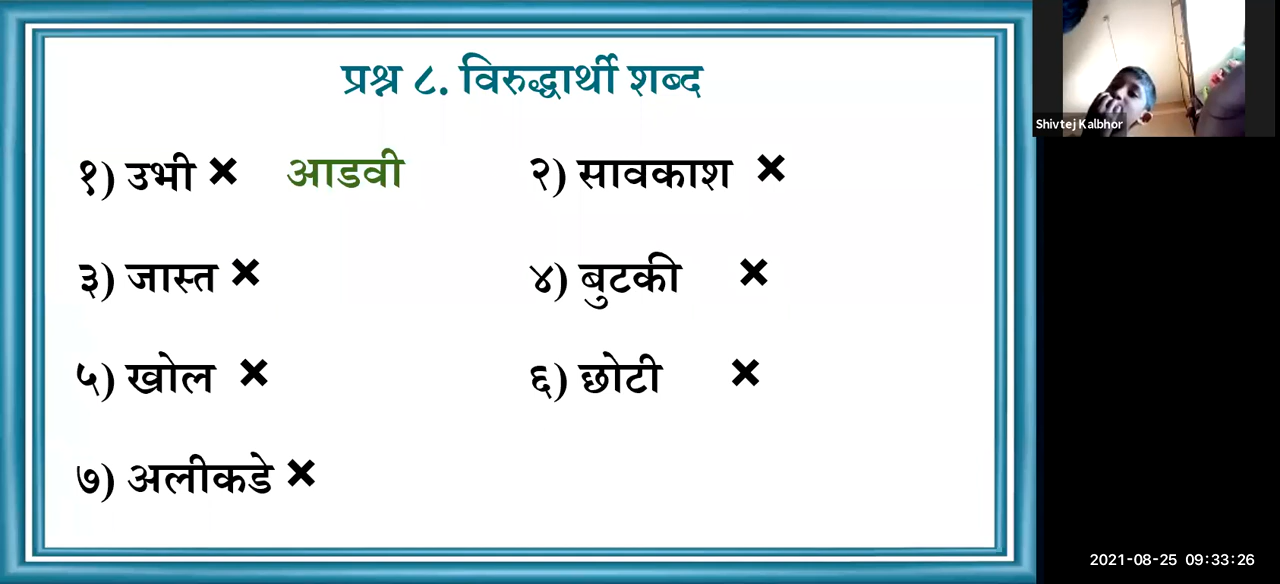 प्रश्न ८. विरुद्धार्थी शब्द
Shivtej Kalbhor
१) उभी × आडवी २) सावकाश ×
३) जास्त × ४) बुटकी ×
५) खोल × ६) छोटी ×
७) अलीकडे ×
2021-08-25 09:33:26